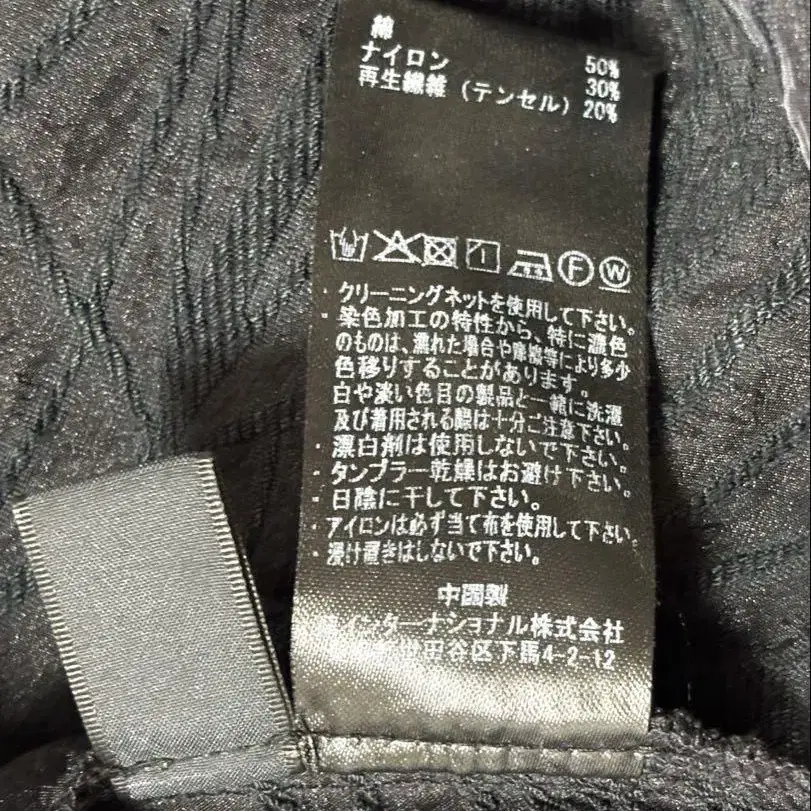 綿 50%
ナイロン 30%
再生繊維 (テンセル) 20%
F W
・クリーニングネットを使用して下さい。
・染色加工の特性から、特に濃色
のものは、濡れた場合や摩擦等により多少
色移りすることがあります。
白や淡い色目の製品と一緒に洗濯
及び着用される際は十分ご注意下さい。
・漂白剤は使用しないで下さい。
・タンブラー乾燥はお避け下さい。
・日陰に干して下さい。
・アイロンは必ず当て布を使用して下さい。
・浸け置きはしないで下さい。
中国製
インターナショナル株式会社
世田谷区下馬4-2-12